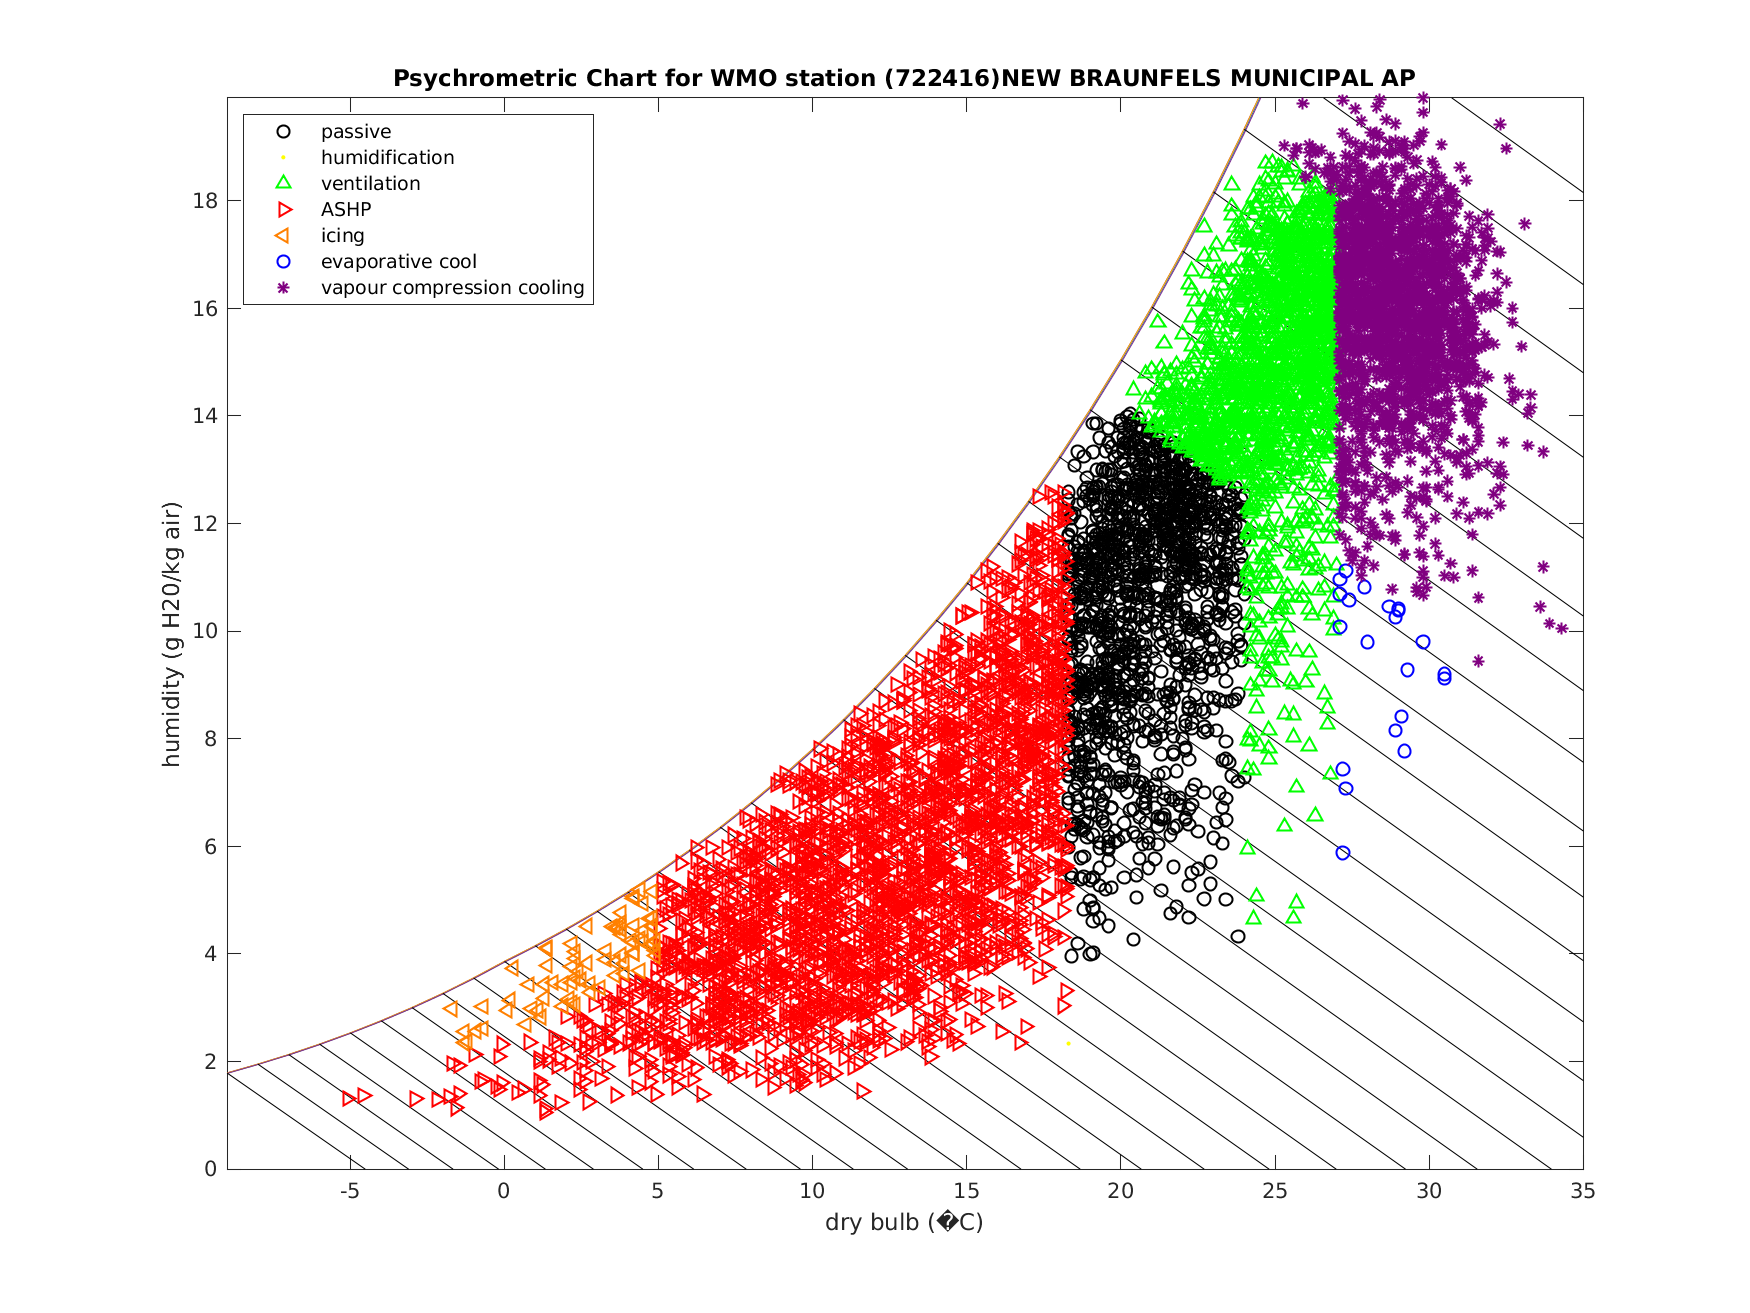 Psychrometric Chart for WMO station (722416)NEW BRAUNFELS MUNICIPAL AP
passive
humidification
ventilation
ASHP
icing
evaporative cool
vapour compression cooling
humidity (g H20/kg air)
18
16
14
12
10
8
6
4
2
0
-5
0
5
10
15
20
25
30
35
dry bulb (�C)